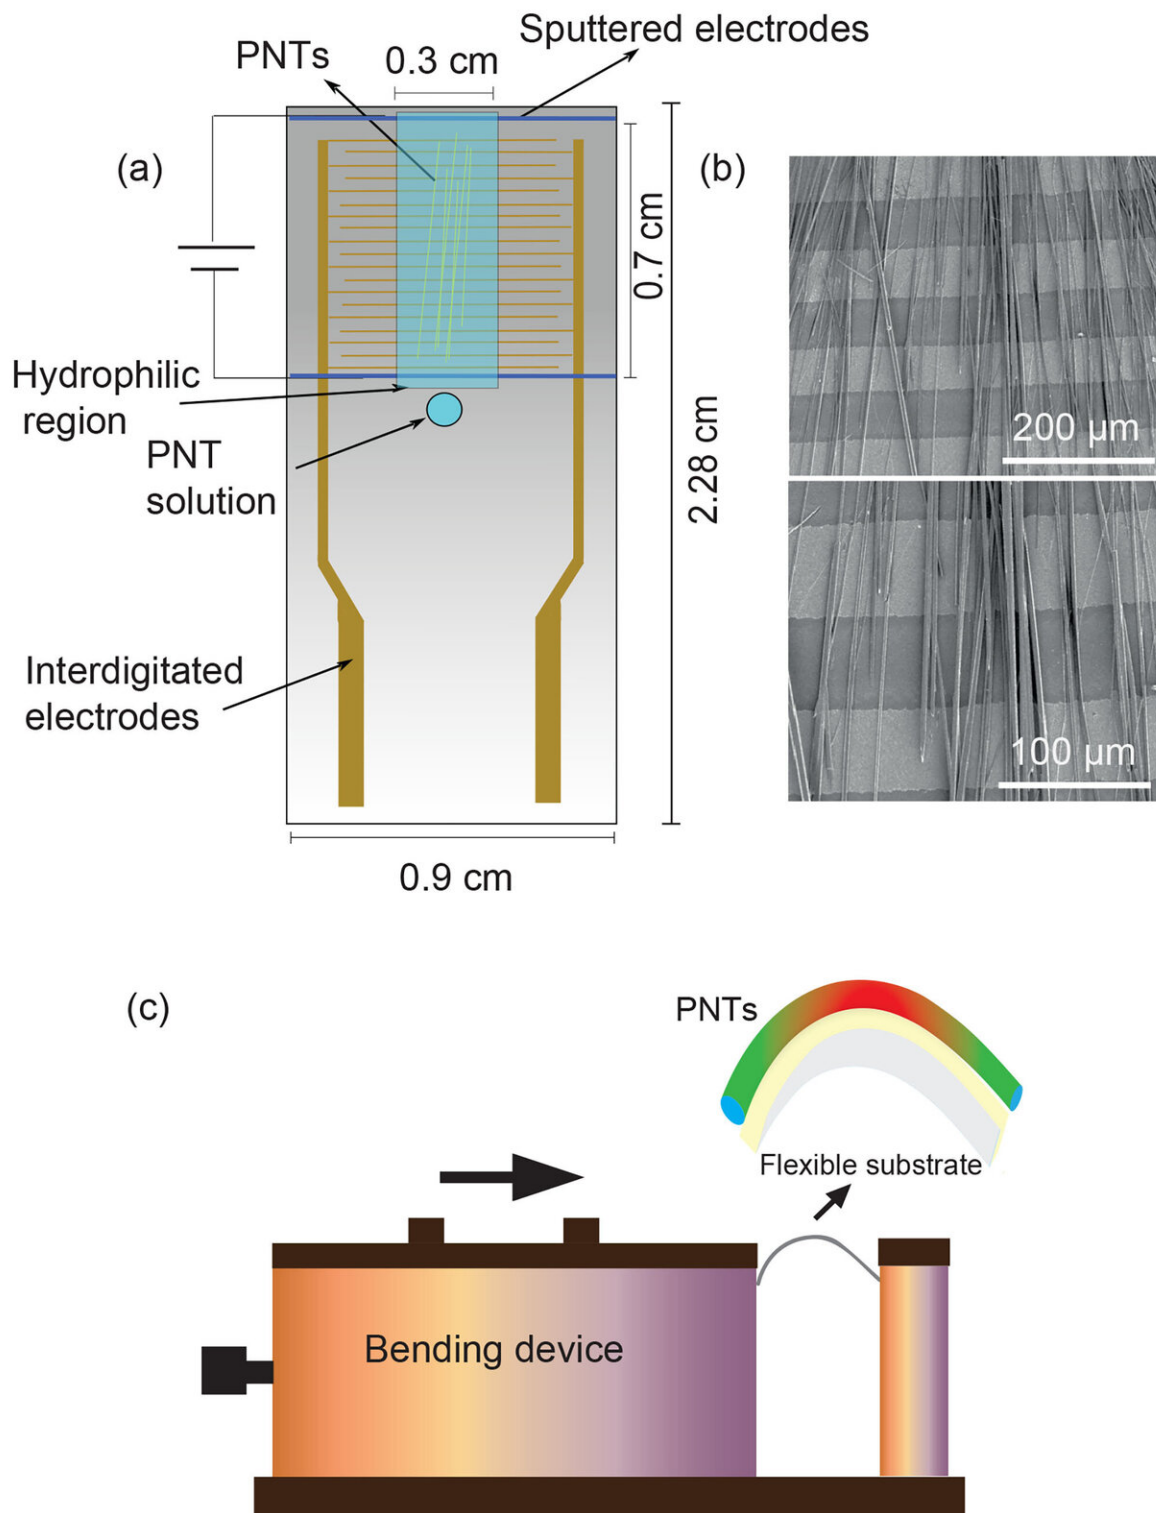 Sputtered electrodes
PNTs
0.3 cm
(a)
(b)
0.7 cm
2.28 cm
Hydrophilic
region
PNT
solution
Interdigitated
electrodes
0.9 cm
200 μm
100 μm
(c)
PNTs
Flexible substrate
Bending device